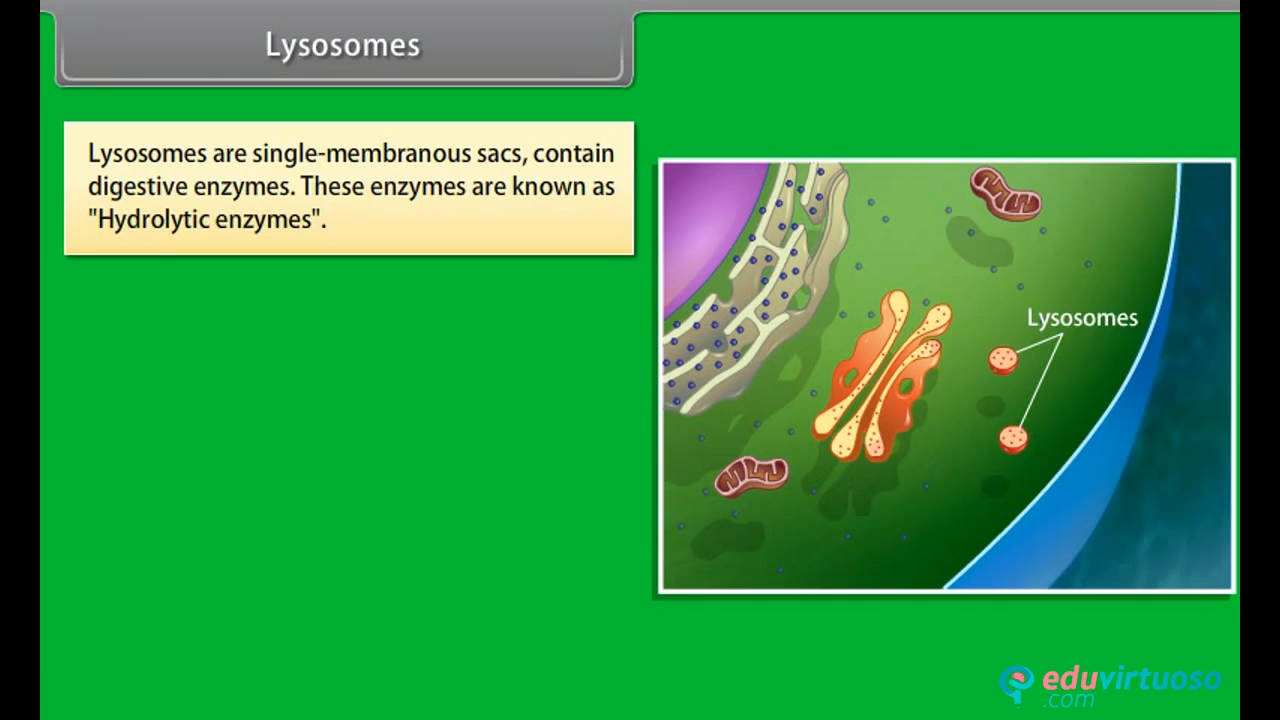 Lysosomes
Lysosomes are single-membranous sacs, contain
digestive enzymes. These enzymes are known as
"Hydrolytic enzymes".
Lysosomes
eduvirtuoso
.com